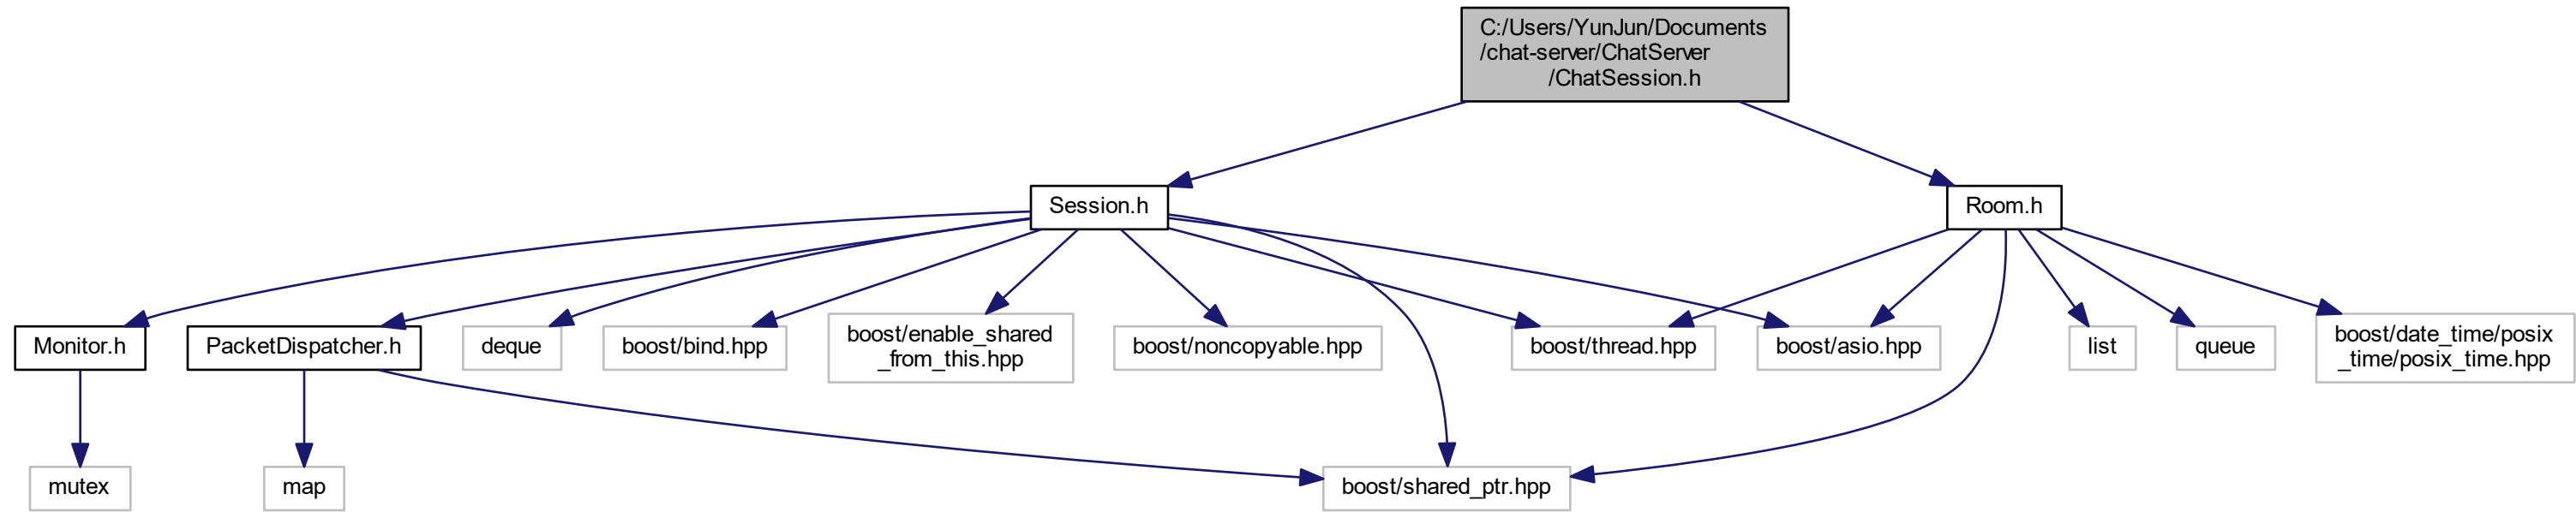 C:/Users/YunJun/Documents
/chat-server/ChatServer
/ChatSession.h
Session.h
Room.h
Monitor.h
PacketDispatcher.h
deque
boost/bind.hpp
boost/enable_shared
_from_this.hpp
boost/noncopyable.hpp
boost/thread.hpp
boost/asio.hpp
list
queue
boost/date_time/posix
_time/posix_time.hpp
mutex
map
boost/shared_ptr.hpp